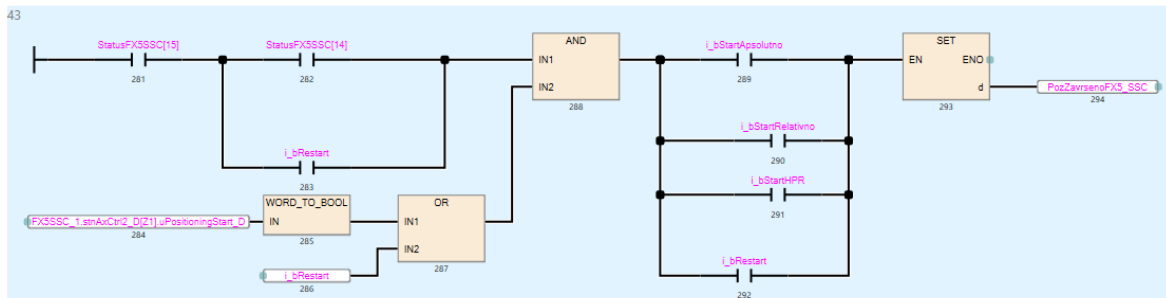 43
StatusFX5SSC[15]
281
StatusFX5SSC[14]
282
i_bRestart
283
FX5SSC_1.stnAxCtrl2_D[Z1].uPositioningStart_D
284
WORD_TO_BOOL
IN
285
i_bRestart
286
OR
IN1
IN2
287
AND
IN1
IN2
288
i_bStartApsolutno
289
i_bStartRelativno
290
i_bStartHPR
291
i_bRestart
292
SET
EN ENO
d
293
PozZavrsenoFX5_SSC
294